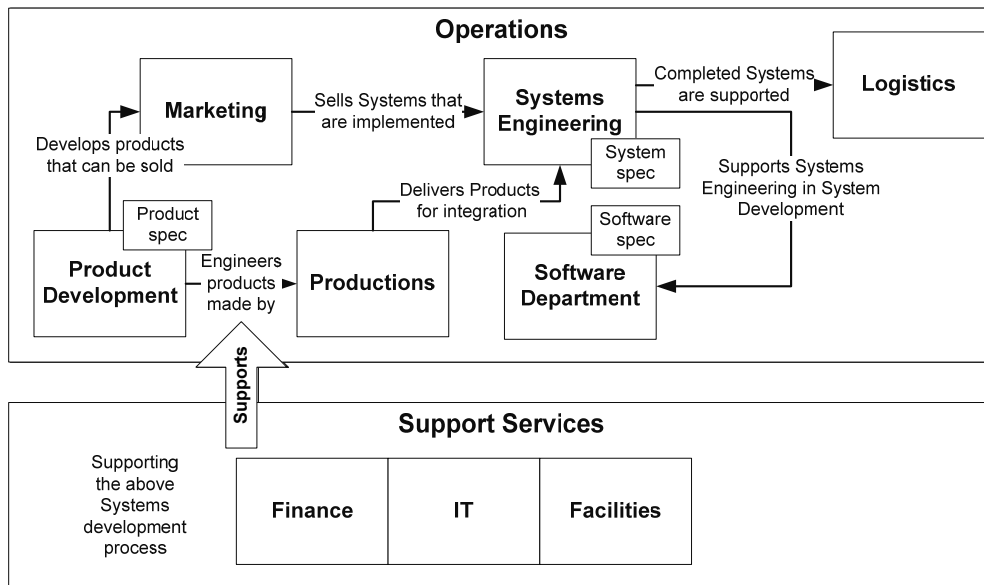 Operations
Marketing
Sells Systems that
are implemented
Systems
Engineering
System
spec
Completed Systems
are supported
Logistics
Develops products
that can be sold
Product
spec
Product
Development
Engineers
products
made by
Productions
Delivers Products
for integration
Software
spec
Software
Department
Supports Systems
Engineering in System
Development
Supports
Support Services
Supporting
the above
Systems
development
process
Finance
IT
Facilities